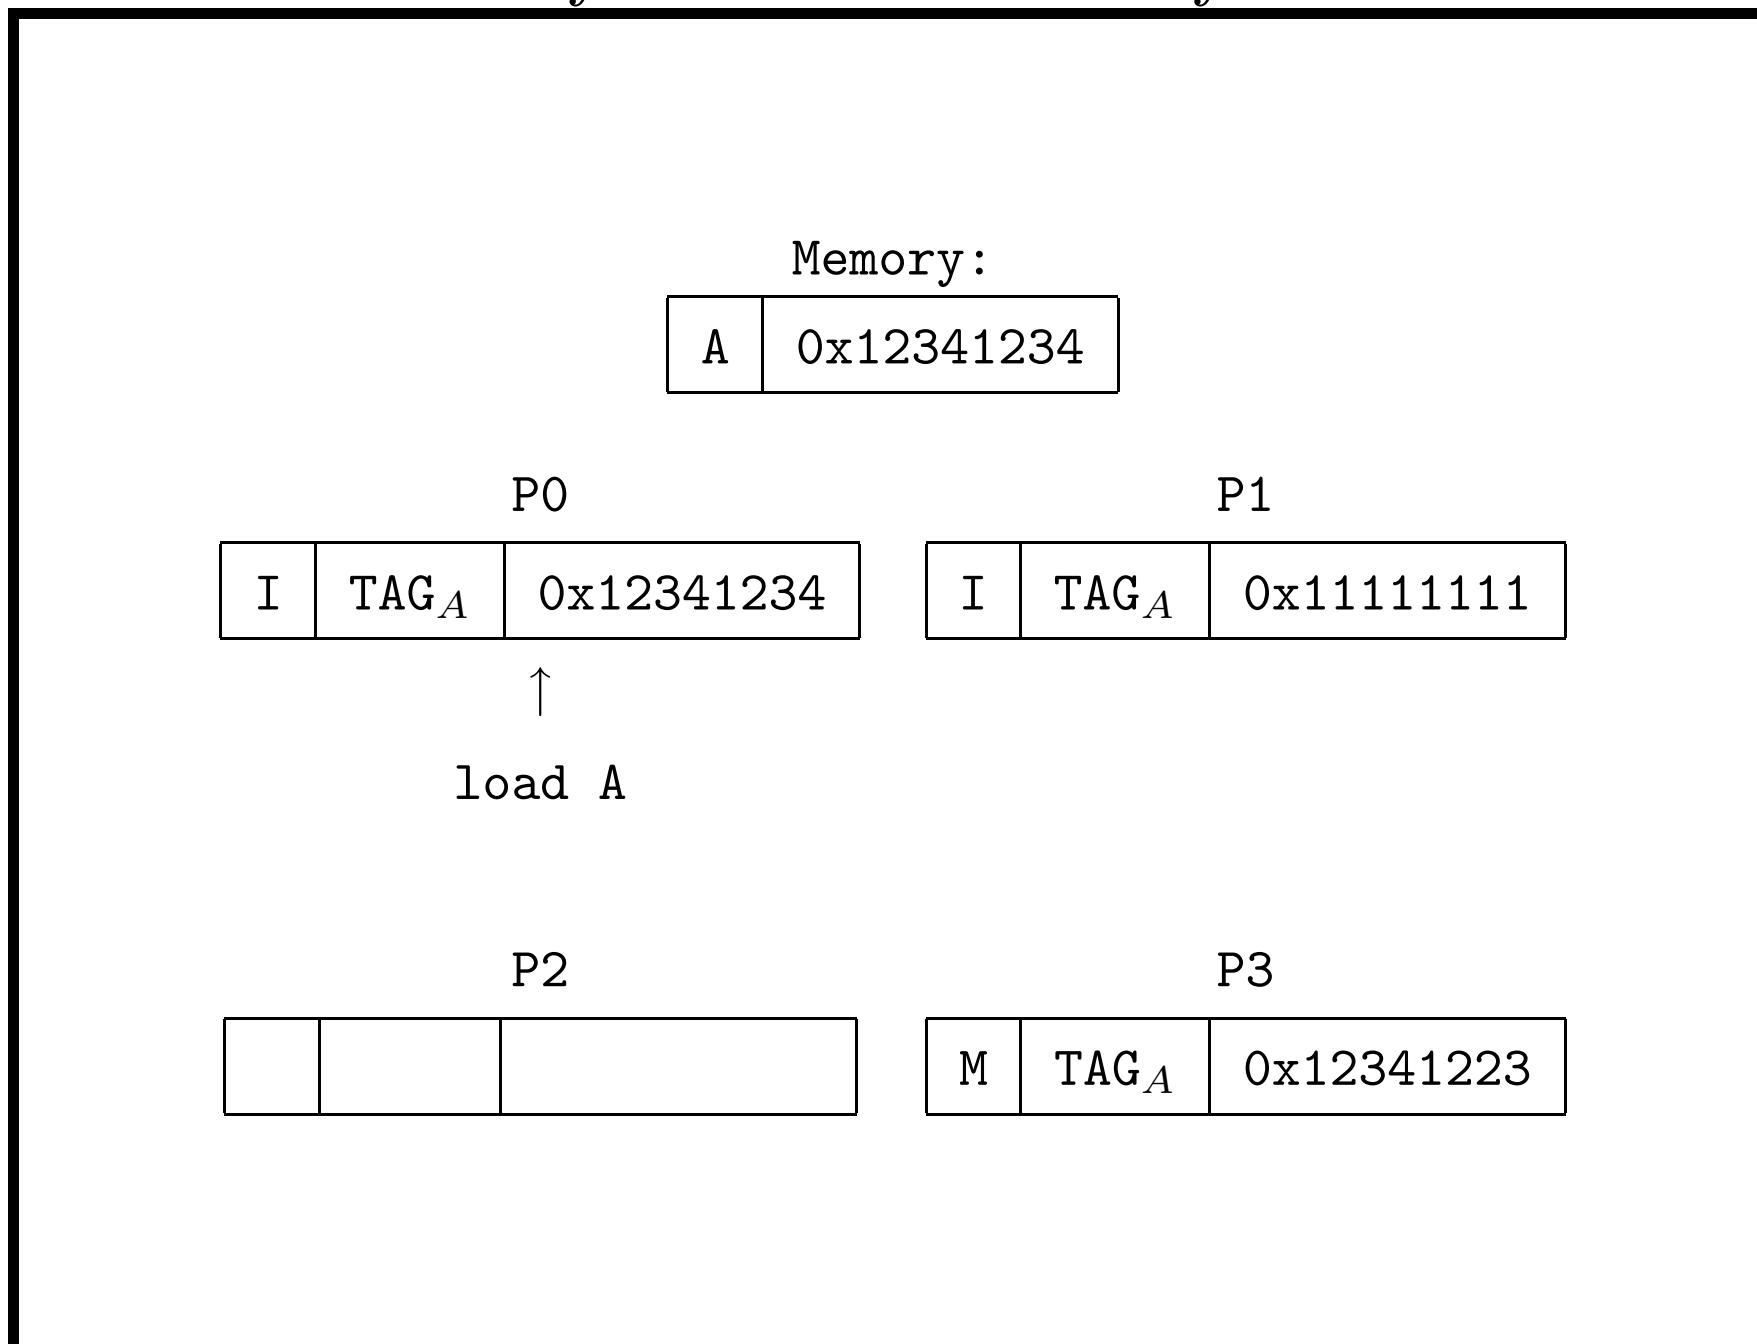 Memory:
A 0x12341234
P0 P1
I TAG_A 0x12341234 I TAG_A 0x11111111
↑
load A
P2 P3
M TAG_A 0x12341223